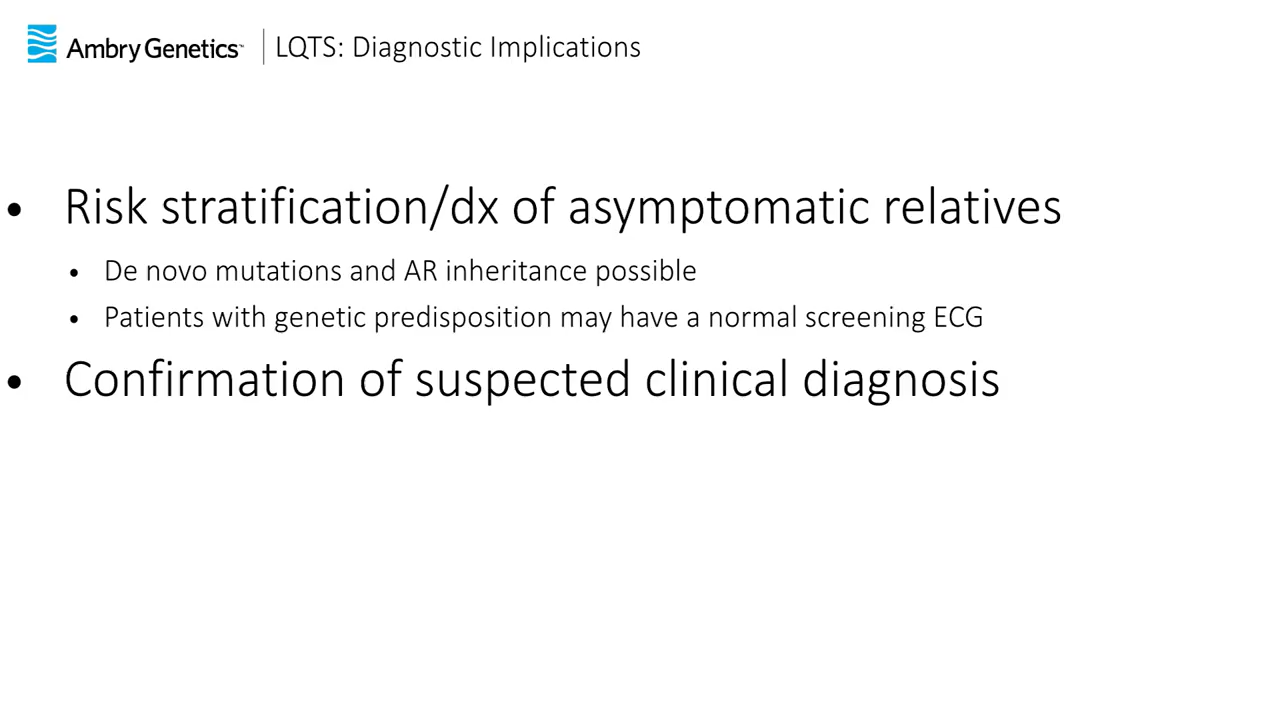 Ambry Genetics™ | LQTS: Diagnostic Implications
• Risk stratification/dx of asymptomatic relatives
• De novo mutations and AR inheritance possible
• Patients with genetic predisposition may have a normal screening ECG
• Confirmation of suspected clinical diagnosis